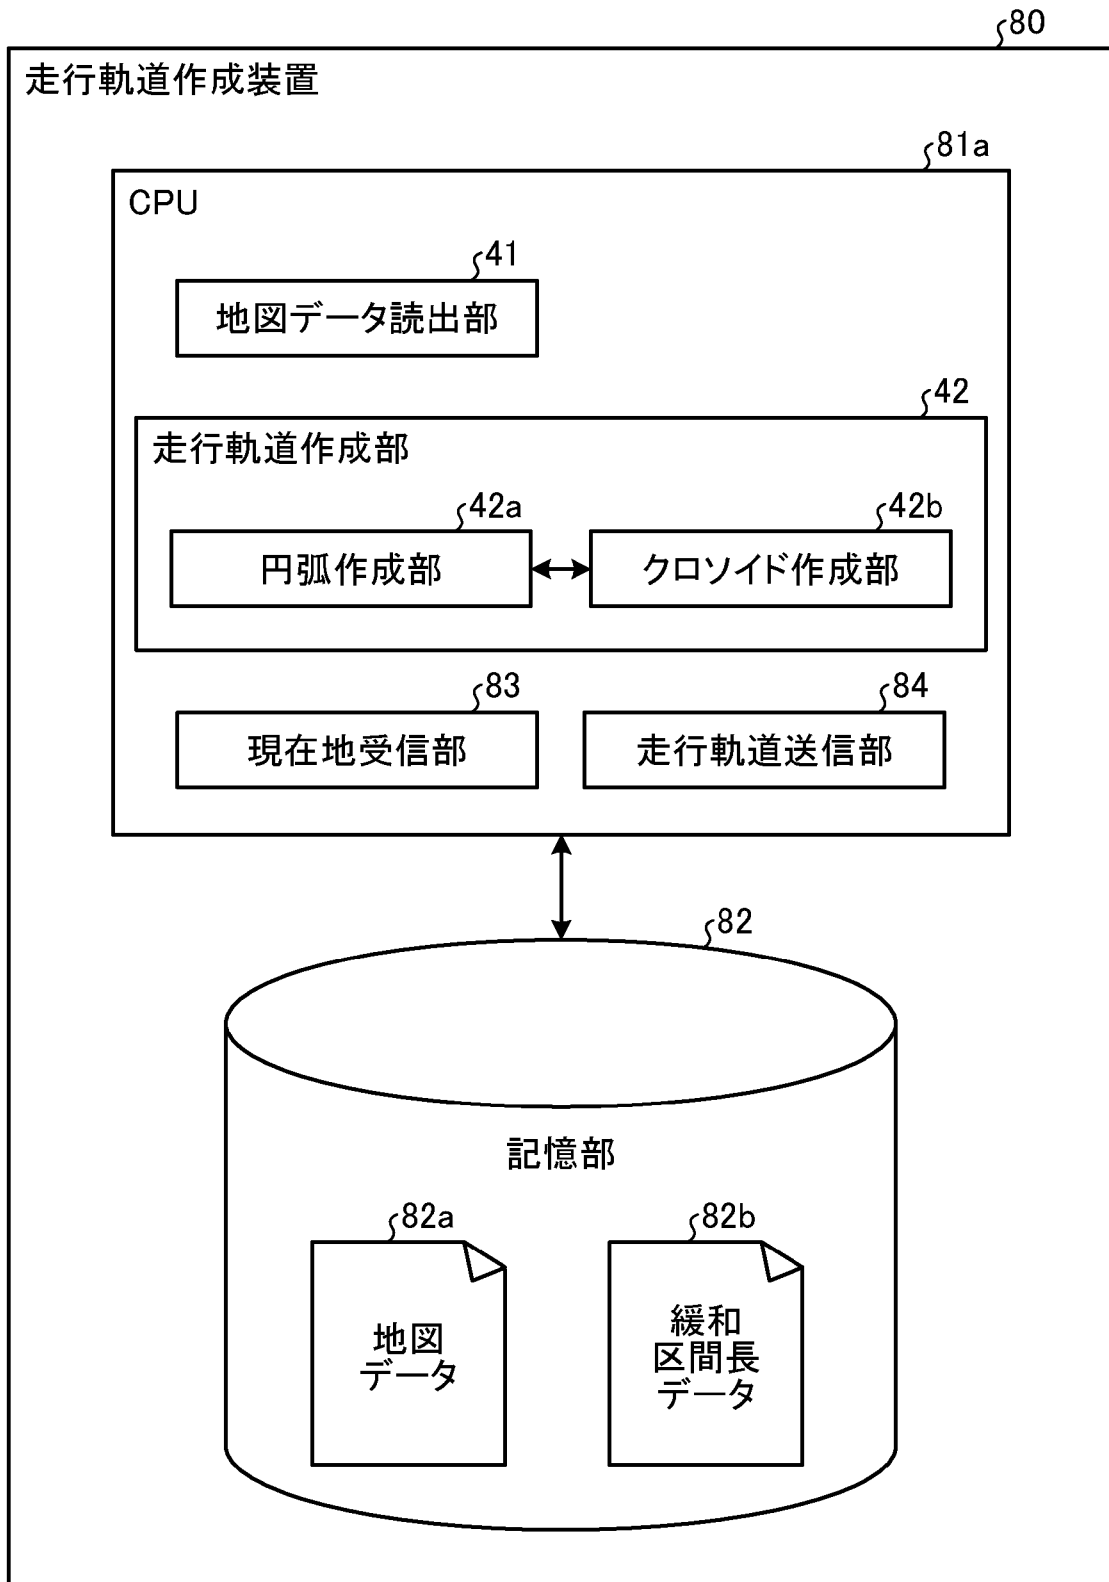 80
走行軌道作成装置
81a
CPU
41
地図データ読出部
42
走行軌道作成部
42a
42b
円弧作成部
クロソイド作成部
83
84
現在地受信部
走行軌道送信部
82
記憶部
82a
82b
地図
データ
緩和
区間長
データ